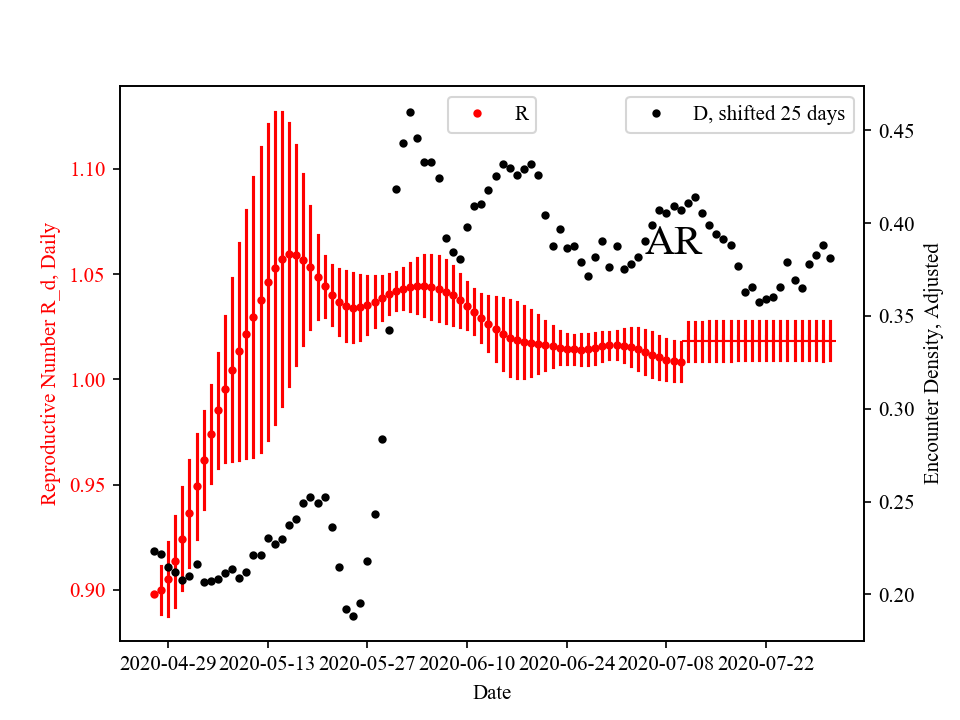 R
D, shifted 25 days
AR
Reproductive Number R_d, Daily
1.10
1.05
1.00
0.95
0.90
Encounter Density, Adjusted
0.45
0.40
0.35
0.30
0.25
0.20
2020-04-29 2020-05-13 2020-05-27 2020-06-10 2020-06-24 2020-07-08 2020-07-22
Date